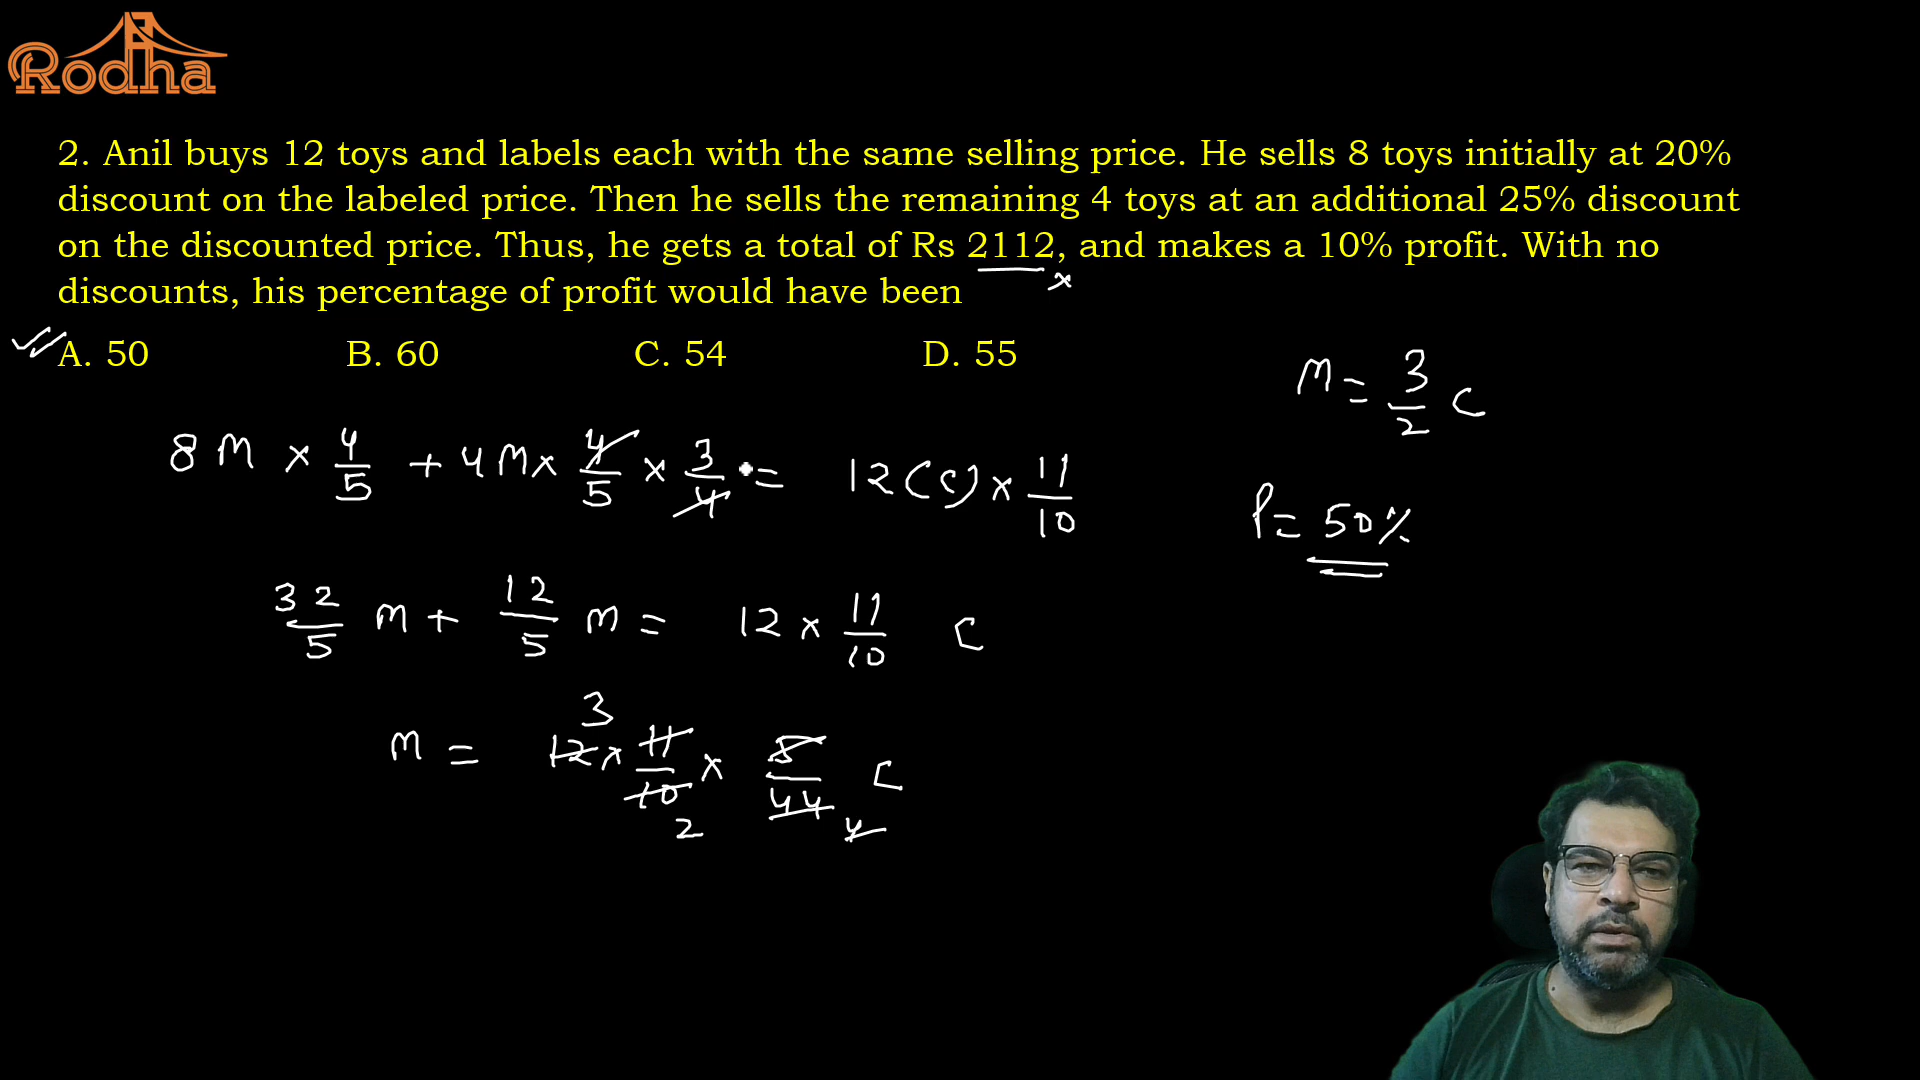 Rodha
2. Anil buys 12 toys and labels each with the same selling price. He sells 8 toys initially at 20%
discount on the labeled price. Then he sells the remaining 4 toys at an additional 25% discount
on the discounted price. Thus, he gets a total of Rs 2112, and makes a 10% profit. With no
discounts, his percentage of profit would have been
A. 50 B. 60 C. 54 D. 55
M = 3/2 C
8 M × 4/5 + 4 M × 4/5 × 3/4 = 12 (C) × 11/10
P = 50%
32/5 M + 12/5 M = 12 × 11/10 C
3
M = 12 × 11/10 × 5/44 C
2 4